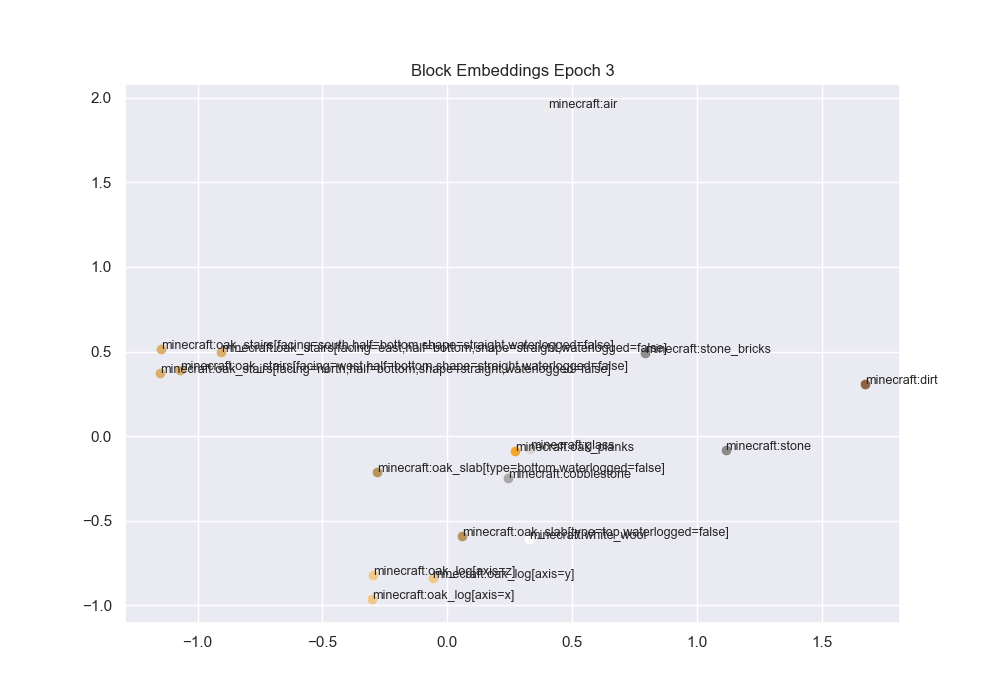 Block Embeddings Epoch 3
2.0
1.5
1.0
0.5
0.0
−0.5
−1.0
minecraft:air
minecraft:oak_stairs[facing=south,half=bottom,shape=straight,waterlogged=false]
minecraft:oak_stairs[facing=east,half=bottom,shape=straight,waterlogged=false]
minecraft:stone_bricks
minecraft:oak_stairs[facing=west,half=bottom,shape=straight,waterlogged=false]
minecraft:oak_stairs[facing=north,half=bottom,shape=straight,waterlogged=false]
minecraft:dirt
minecraft:glass
minecraft:oak_planks
minecraft:stone
minecraft:oak_slab[type=bottom,waterlogged=false]
minecraft:cobblestone
minecraft:oak_slab[type=top,waterlogged=false]
minecraft:white_wool
minecraft:oak_log[axis=z]
minecraft:oak_log[axis=y]
minecraft:oak_log[axis=x]
−1.0
−0.5
0.0
0.5
1.0
1.5